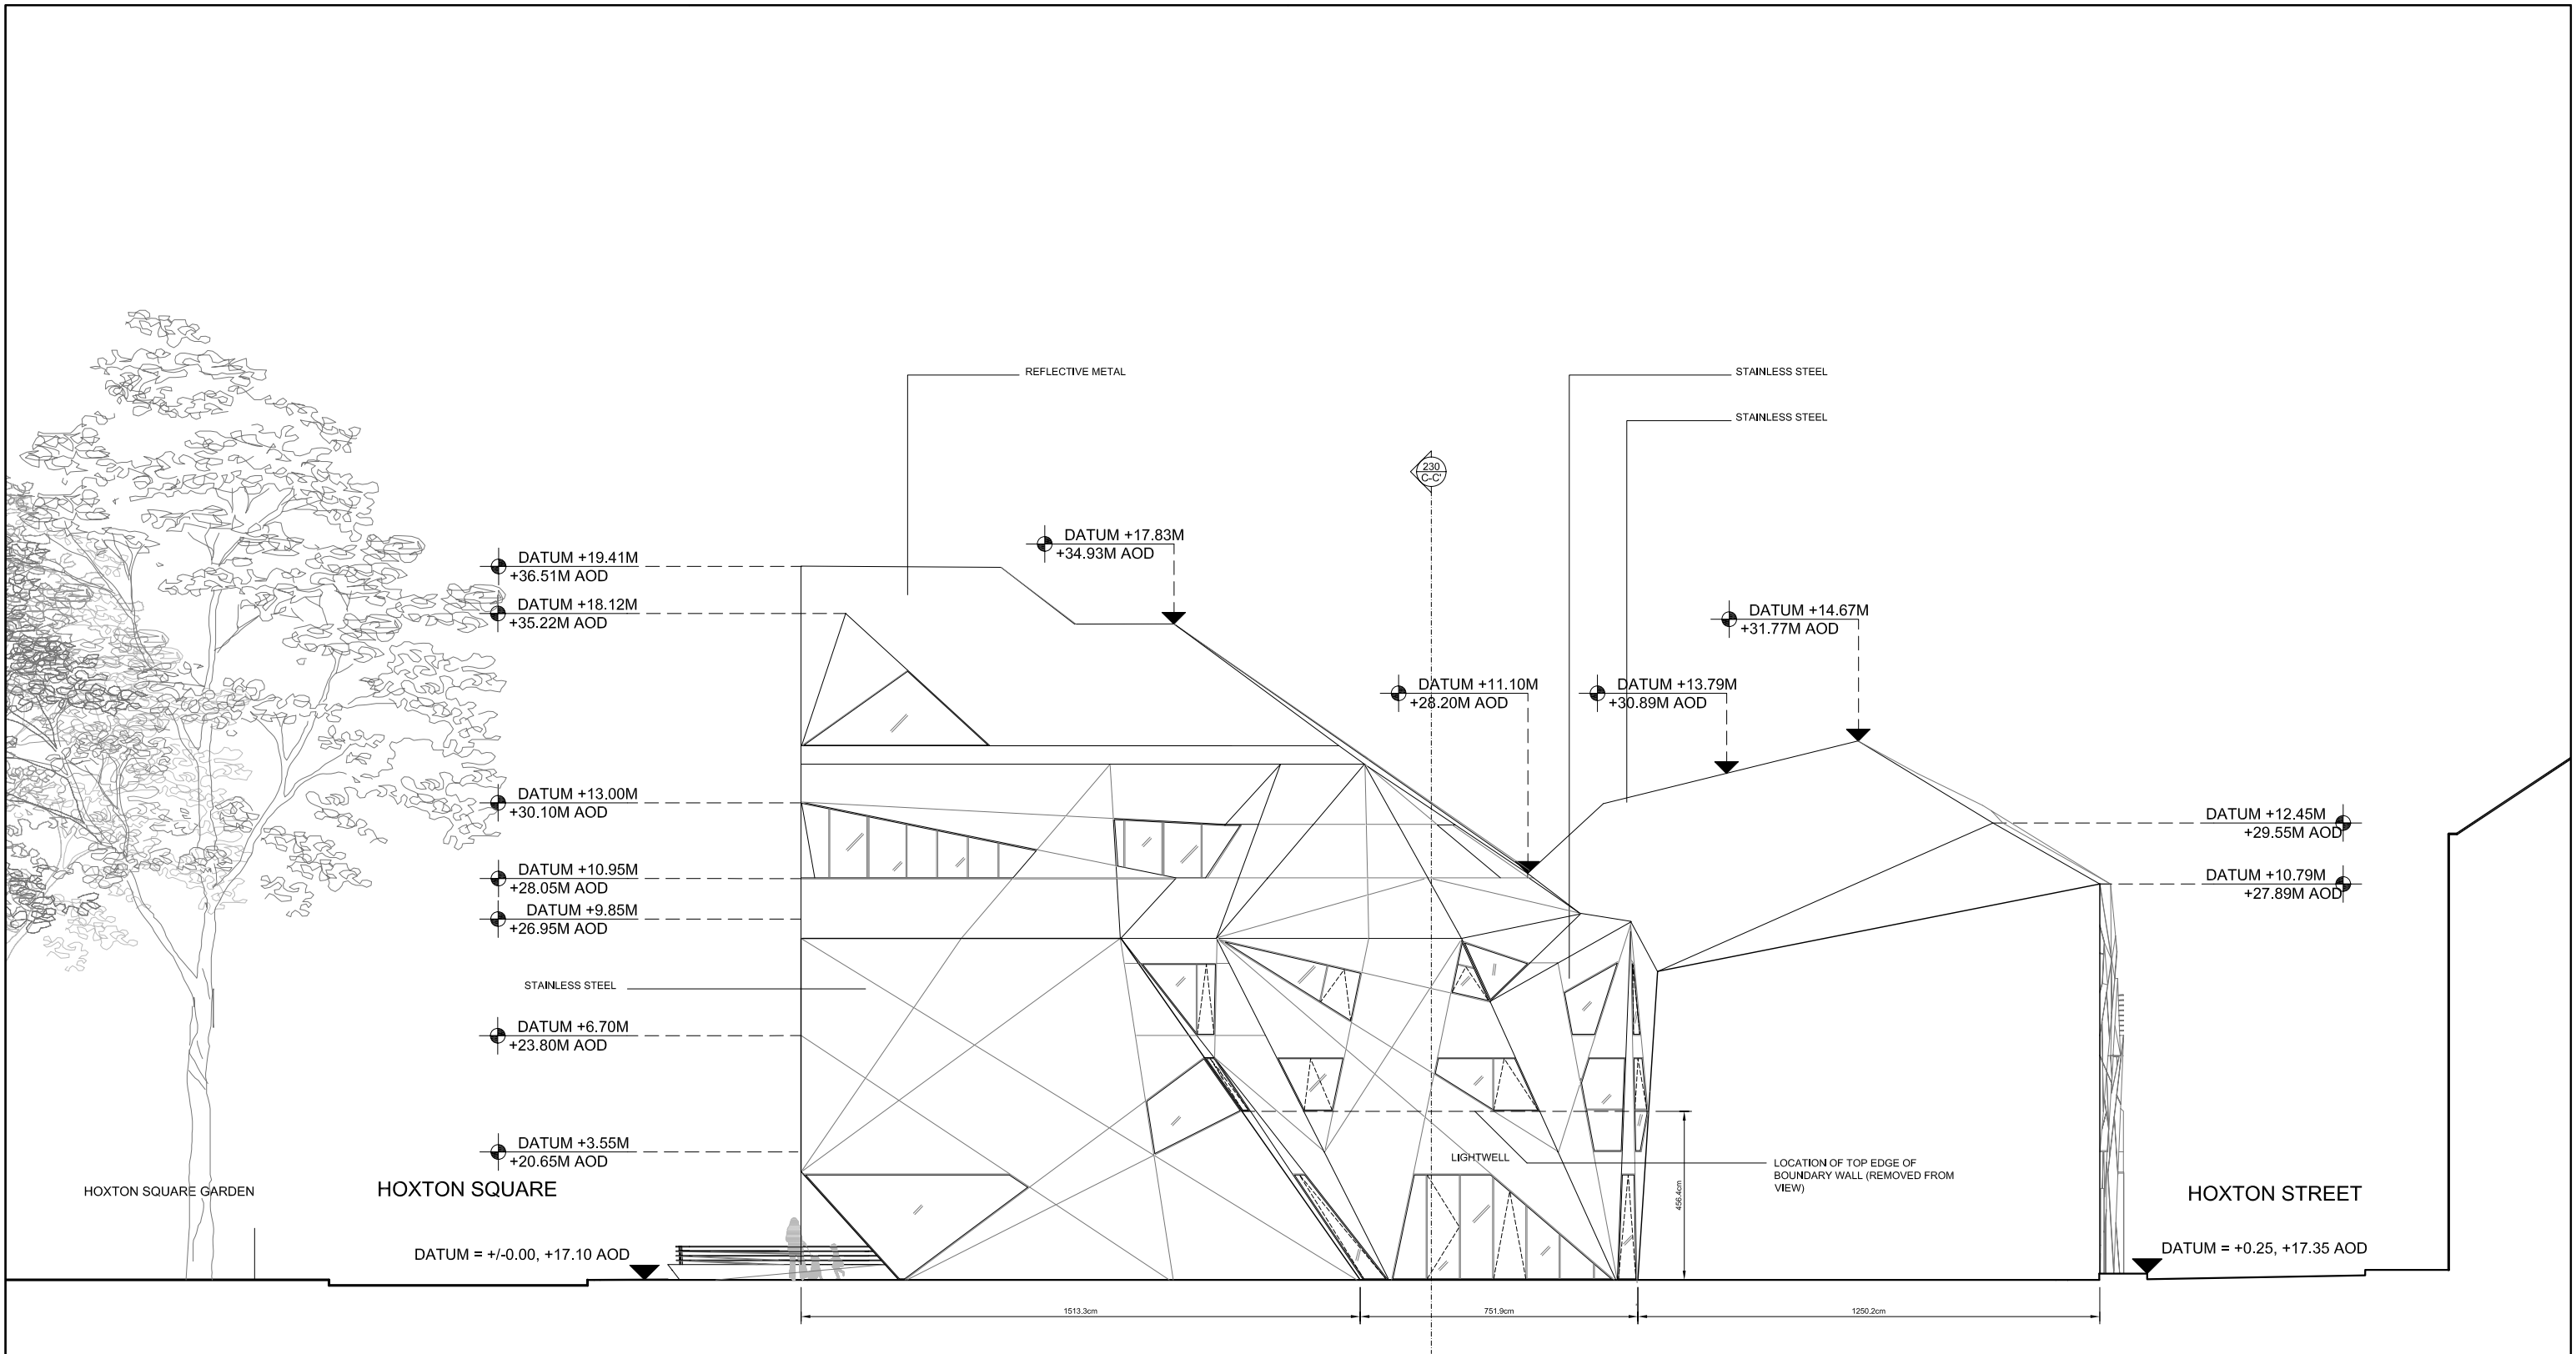 REFLECTIVE METAL
STAINLESS STEEL
STAINLESS STEEL
230
C-C'
DATUM +17.83M
+34.93M AOD
DATUM +19.41M
+36.51M AOD
DATUM +18.12M
+35.22M AOD
DATUM +14.67M
+31.77M AOD
DATUM +11.10M
+28.20M AOD
DATUM +13.79M
+30.89M AOD
DATUM +13.00M
+30.10M AOD
DATUM +12.45M
+29.55M AOD
DATUM +10.95M
+28.05M AOD
DATUM +10.79M
+27.89M AOD
DATUM +9.85M
+26.95M AOD
STAINLESS STEEL
DATUM +6.70M
+23.80M AOD
DATUM +3.55M
+20.65M AOD
LIGHTWELL
LOCATION OF TOP EDGE OF
BOUNDARY WALL (REMOVED FROM
VIEW)
456.4cm
HOXTON SQUARE GARDEN
HOXTON SQUARE
HOXTON STREET
DATUM = +/-0.00, +17.10 AOD
DATUM = +0.25, +17.35 AOD
1513.3cm
751.9cm
1250.2cm